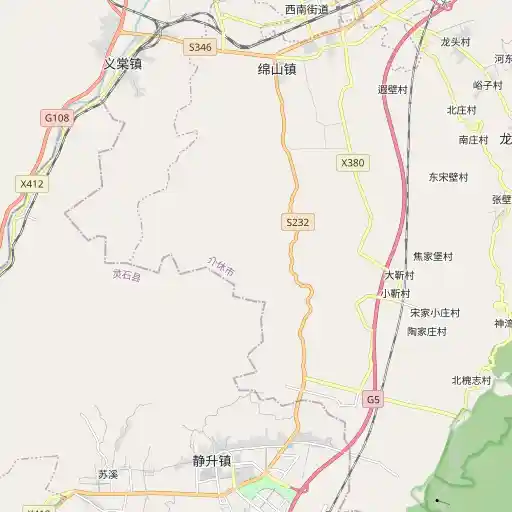 西南街道
龙头村
S346
义棠镇
绵山镇
河东
遐壁村
峪子村
北庄村
G108
南庄村
龙
X380
东宋壁村
X412
张壁
S232
焦家堡村
介休市
灵石县
大靳村
小靳村
宋家小庄村
神湾
陶家庄村
北槐志村
G5
静升镇
苏溪